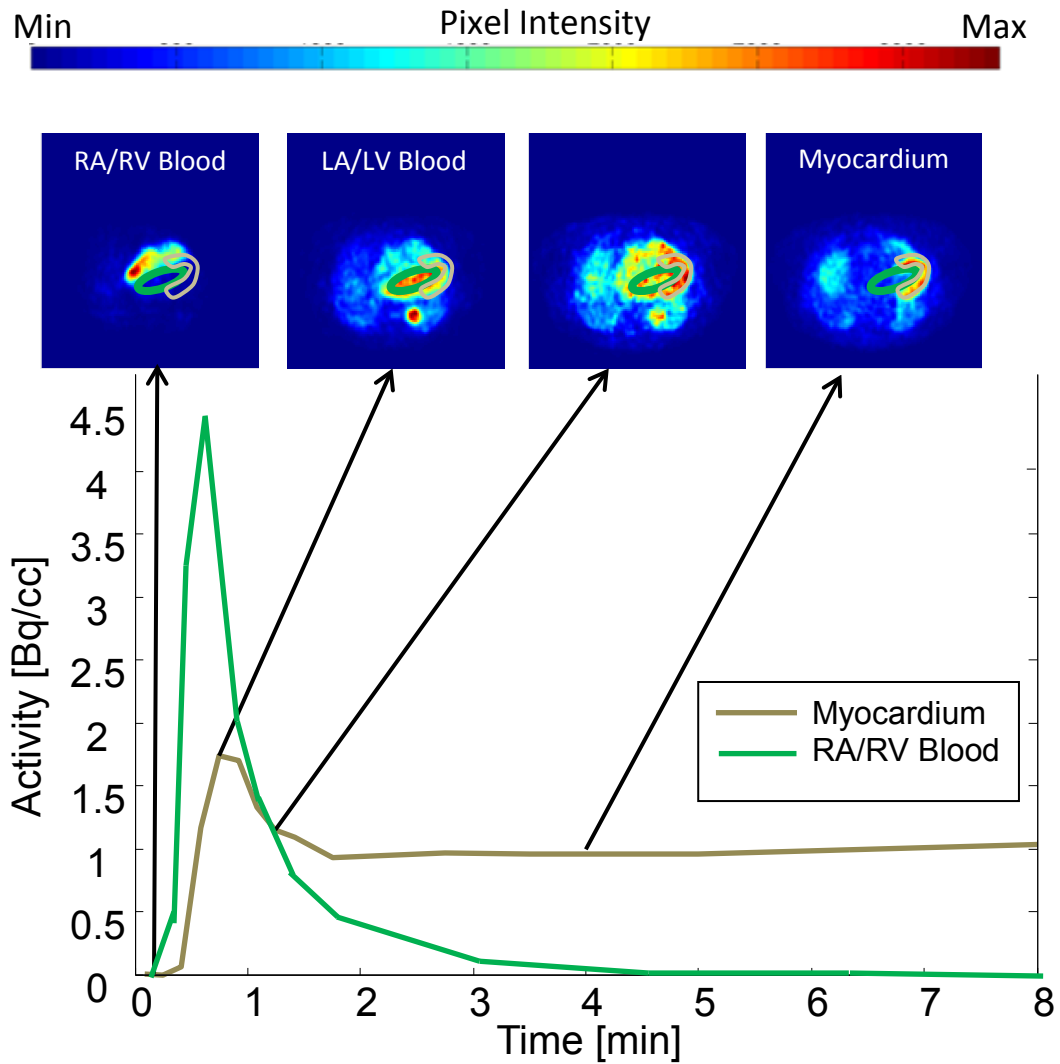 Pixel Intensity
Min
Max
RA/RV Blood
LA/LV Blood
Myocardium
4.5
4
3.5
3
2.5
2
1.5
1
0.5
0
Activity [Bq/cc]
Myocardium
RA/RV Blood
0 1 2 3 4 5 6 7 8
Time [min]